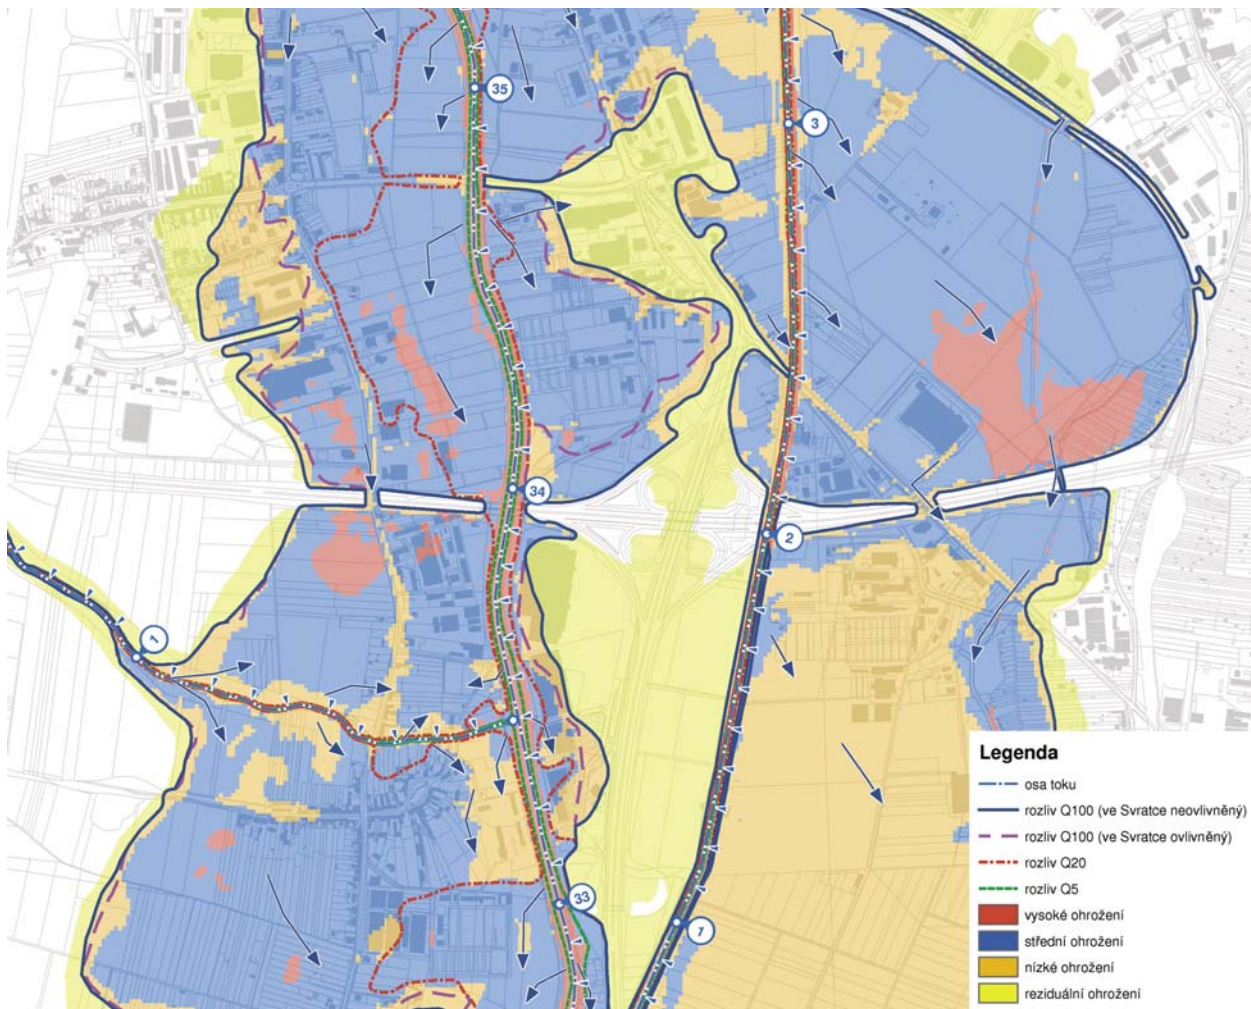 35
3
34
2
1
33
1
Legenda
osa toku
rozliv Q100 (ve Svratce neovlivněný)
rozliv Q100 (ve Svratce ovlivněný)
rozliv Q20
rozliv Q5
vysoké ohrožení
střední ohrožení
nízké ohrožení
reziduální ohrožení